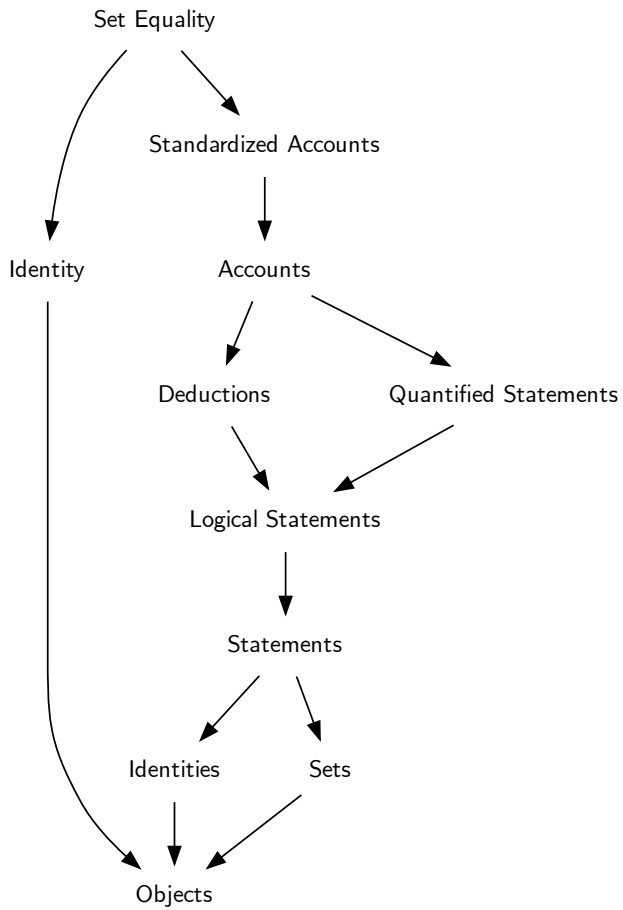 Set Equality
Standardized Accounts
Identity
Accounts
Deductions
Quantified Statements
Logical Statements
Statements
Identities
Sets
Objects